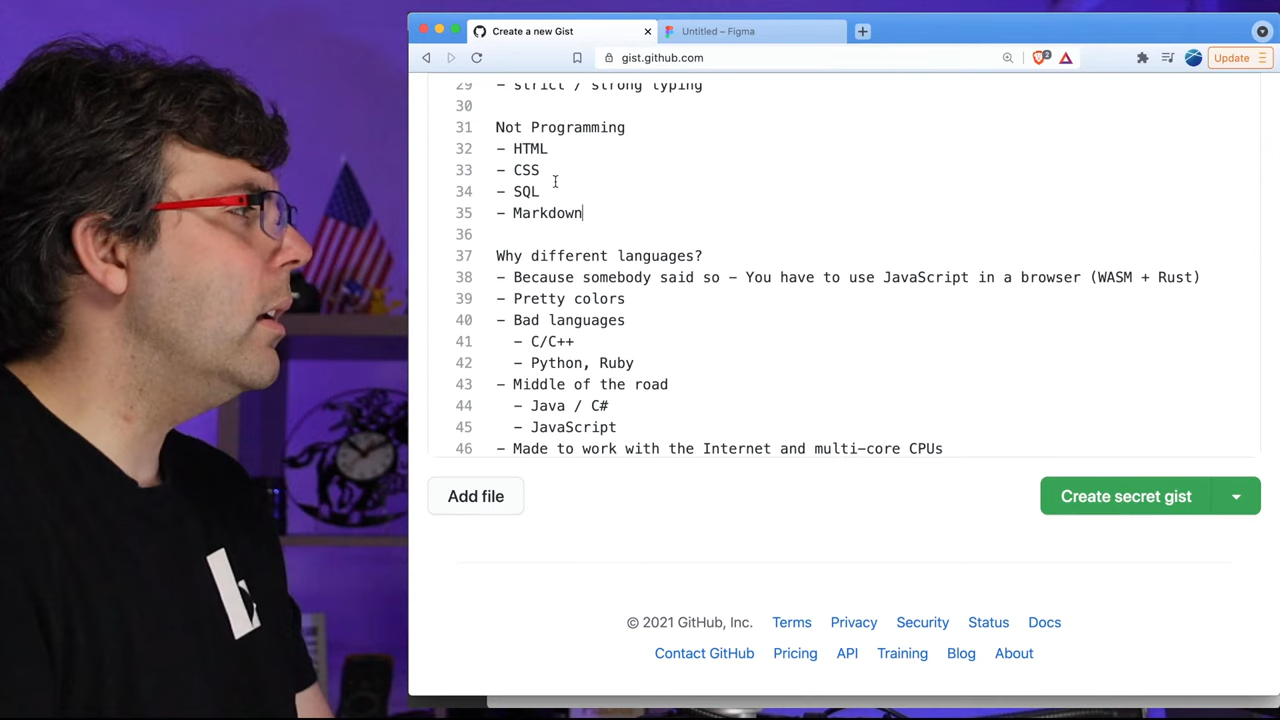 Create a new Gist
Untitled – Figma
gist.github.com
2
Update
29 - strict / strong typing
30
31 Not Programming
32 - HTML
33 - CSS
34 - SQL
35 - Markdown
36
37 Why different languages?
38 - Because somebody said so - You have to use JavaScript in a browser (WASM + Rust)
39 - Pretty colors
40 - Bad languages
41 - C/C++
42 - Python, Ruby
43 - Middle of the road
44 - Java / C#
45 - JavaScript
46 - Made to work with the Internet and multi-core CPUs
Add file
Create secret gist
© 2021 GitHub, Inc. Terms Privacy Security Status Docs
Contact GitHub Pricing API Training Blog About